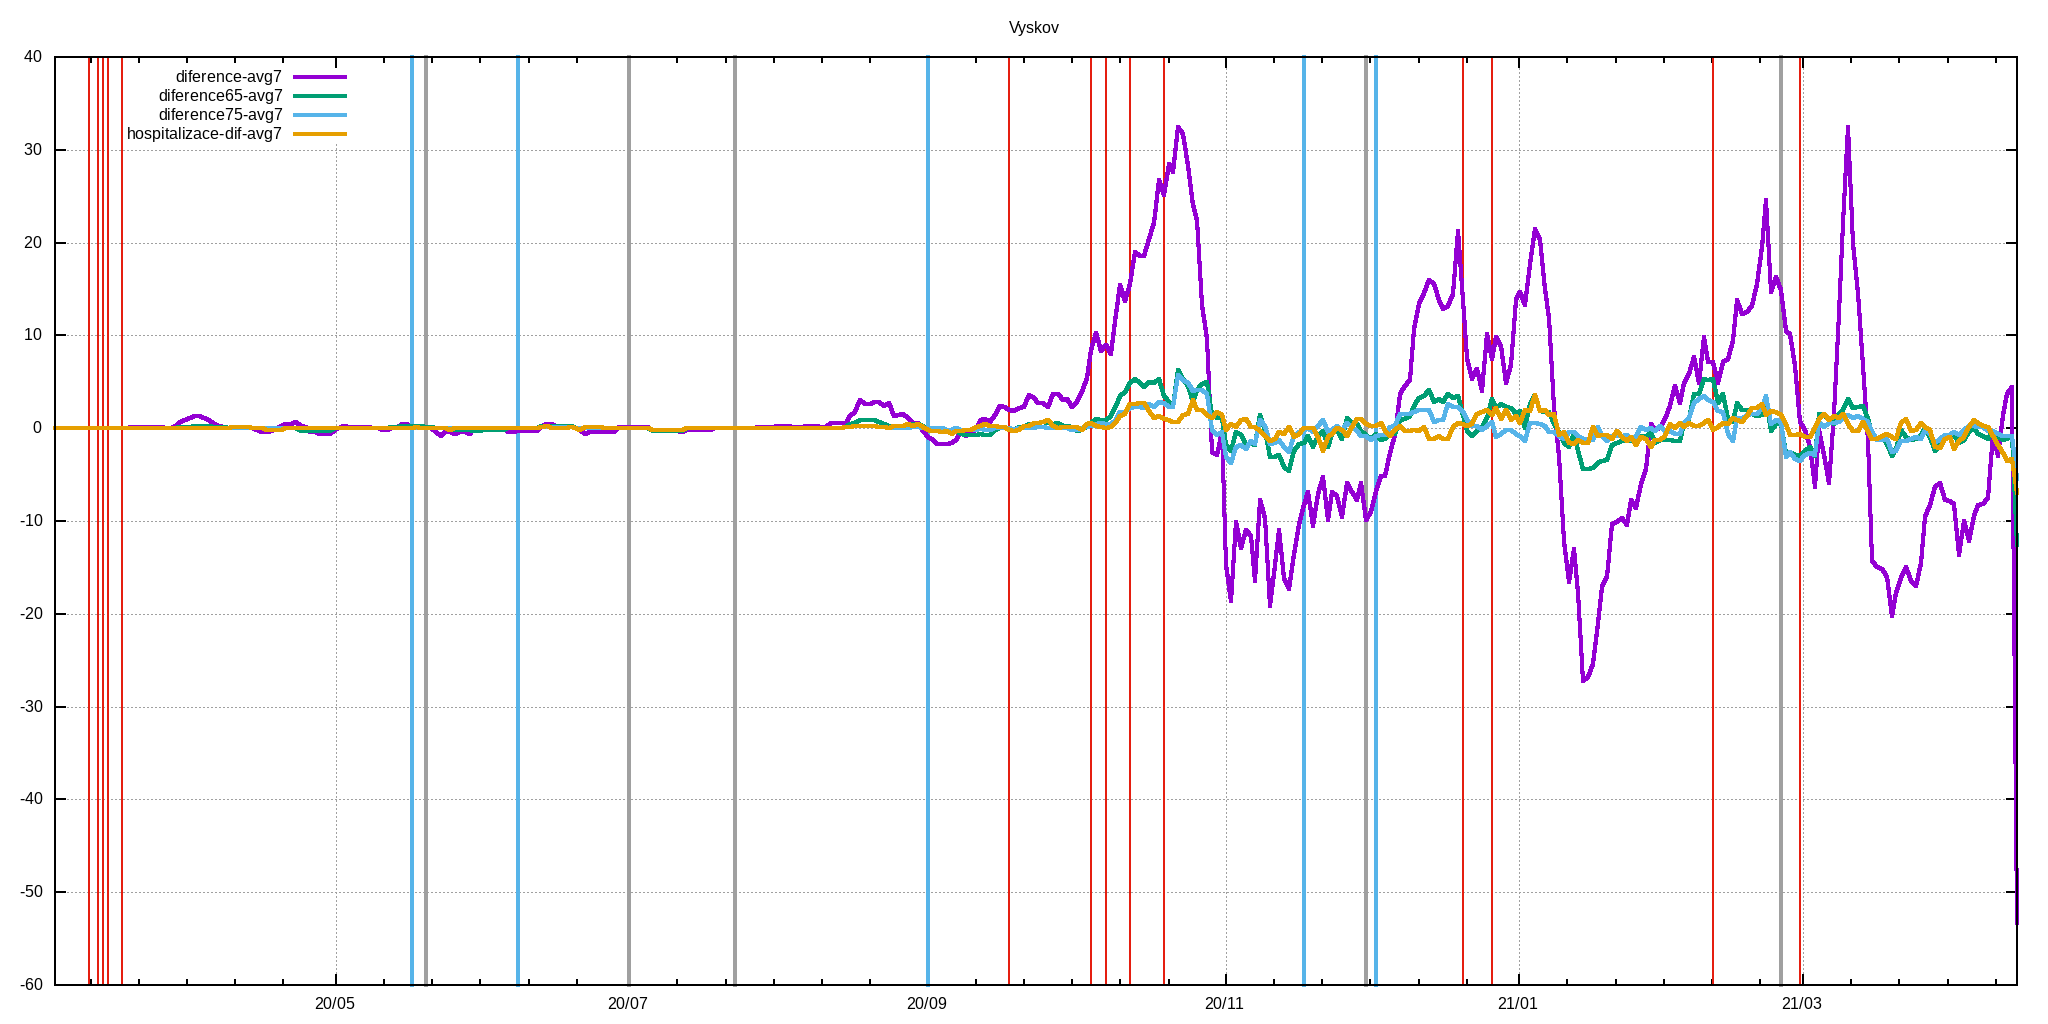 Vyskov
40
30
20
10
0
-10
-20
-30
-40
-50
-60
diference-avg7
diference65-avg7
diference75-avg7
hospitalizace-dif-avg7
20/05 20/07 20/09 20/11 21/01 21/03